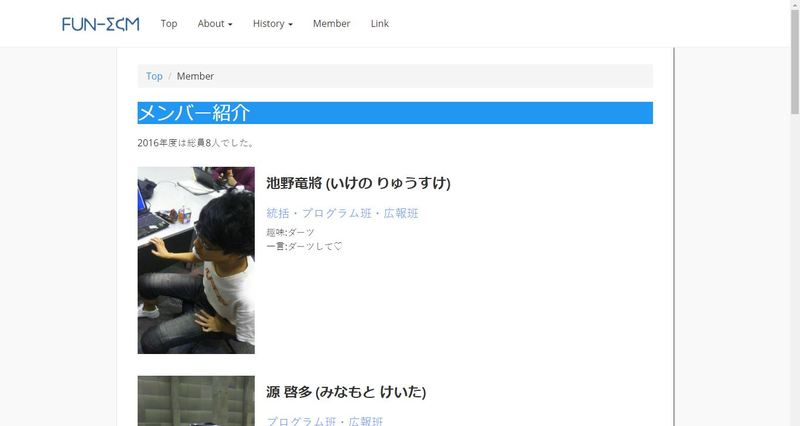 FUN-ΣCM Top About History Member Link
Top / Member
メンバー紹介
2016年度は総員8人でした。
池野竜將 (いけの りゅうすけ)
統括・プログラム班・広報班
趣味:ダーツ
一言:ダーツして♡
源 啓多 (みなもと けいた)
プログラム班・広報班